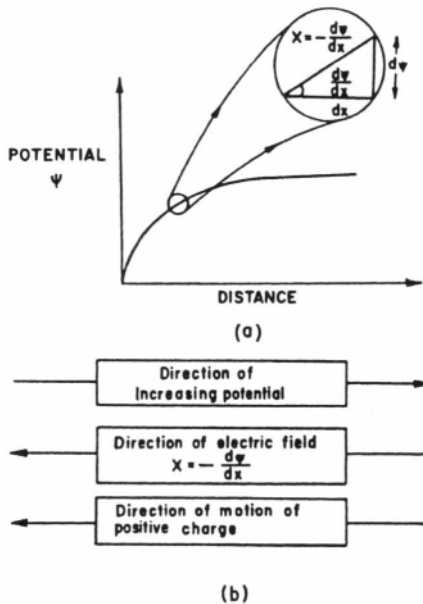 X = - dψ/dx
dψ
dψ/dx
dx
POTENTIAL
ψ
DISTANCE
(a)
Direction of
Increasing potential
Direction of electric field
X = - dψ/dx
Direction of motion of
positive charge
(b)